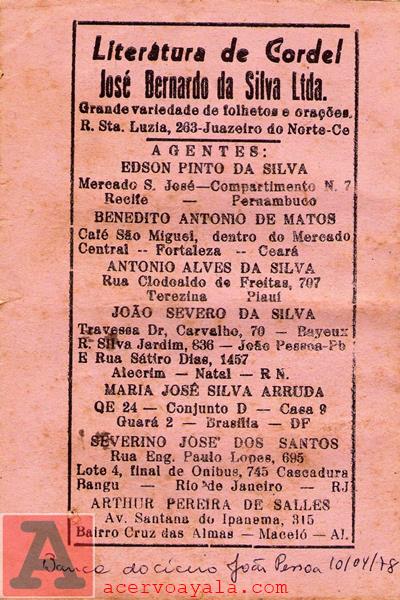 Literatura de Cordel
José Bernardo da Silva Ltda.
Grande variedade de folhetos e orações.
R. Sta. Luzia, 263-Juazeiro do Norte-Ce
AGENTES:
EDSON PINTO DA SILVA
Mercado S. José—Compartimento N. 7
Recife — Pernambuco
BENEDITO ANTONIO DE MATOS
Café São Miguel, dentro do Mercado
Central -- Fortaleza -- Ceará
ANTONIO ALVES DA SILVA
Rua Clodoaldo de Freitas, 707
Terezina Piauí
JOÃO SEVERO DA SILVA
Travessa Dr, Carvalho, 70 — Bayeux
R. Silva Jardim, 836 — João Pessoa-Pb
E Rua Sátiro Dias, 1457
Alecrim — Natal — R N.
MARIA JOSÉ SILVA ARRUDA
QE 24 — Conjunto D — Casa 9
Guará 2 — Brasília — DF
SEVERINO JOSE' DOS SANTOS
Rua Eng. Paulo Lopes, 695
Lote 4, final de Onibus, 745 Cascadura
Bangu — Rio de Janeiro — RJ
ARTHUR PEREIRA DE SALLES
Av. Santana do Ipanema, 315
Bairro Cruz das Almas — Maceió — Al.
Banca do cícero João Pessoa 10/04/78
A
acervoayala.com